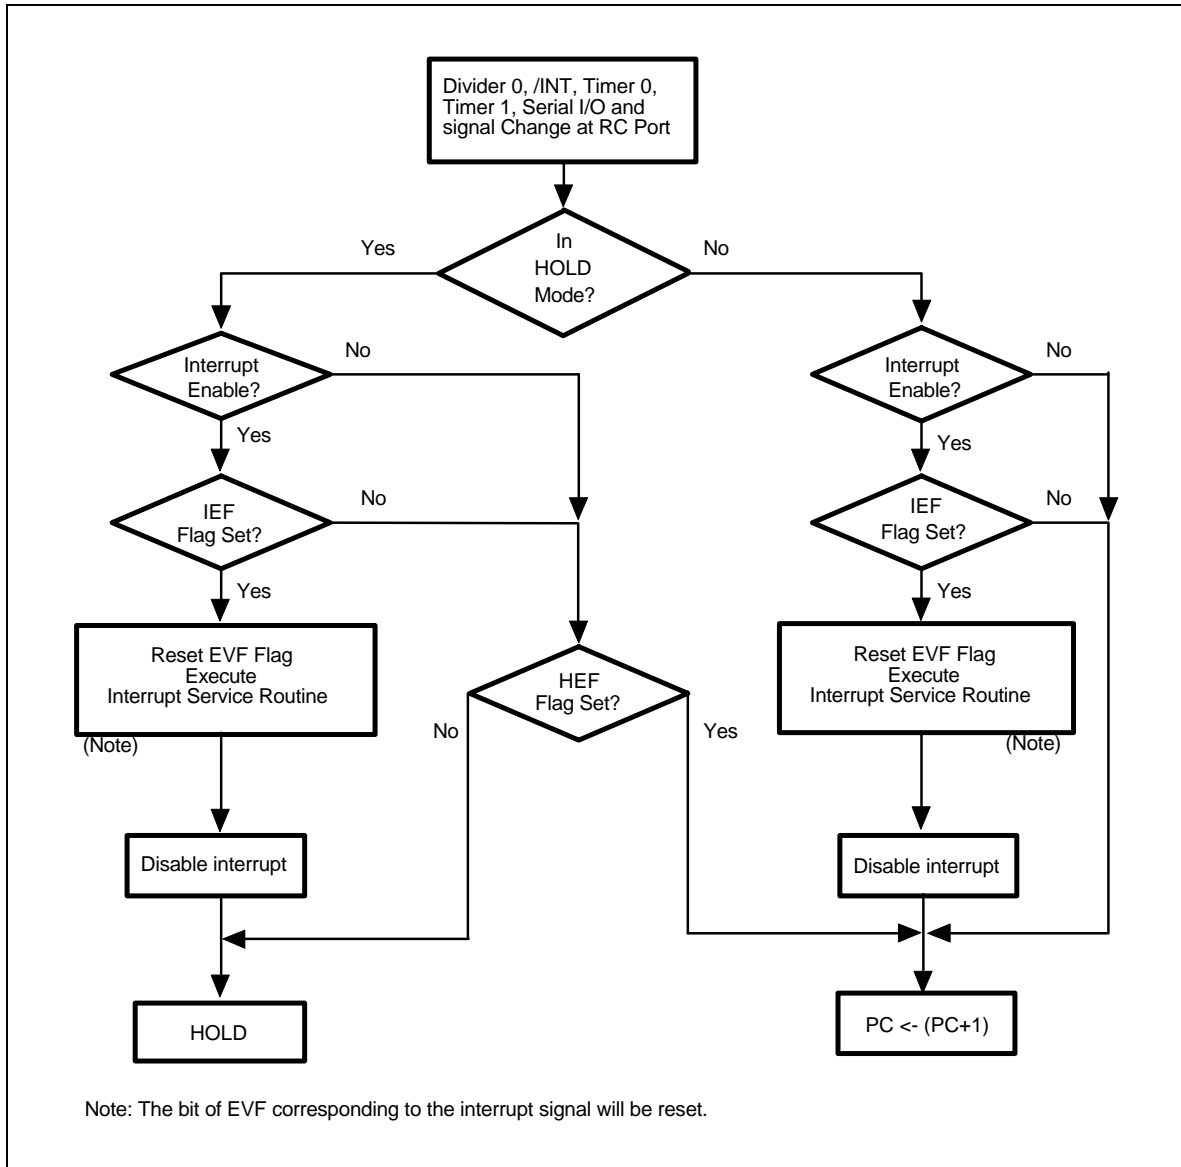 Divider 0, /INT, Timer 0,
Timer 1, Serial I/O and
signal Change at RC Port
In
HOLD
Mode?
Yes
No
Interrupt
Enable?
No
Yes
Interrupt
Enable?
No
Yes
IEF
Flag Set?
No
Yes
IEF
Flag Set?
No
Yes
Reset EVF Flag
Execute
Interrupt Service Routine
(Note)
HEF
Flag Set?
No
Yes
Reset EVF Flag
Execute
Interrupt Service Routine
(Note)
Disable interrupt
Disable interrupt
HOLD
PC <- (PC+1)
Note: The bit of EVF corresponding to the interrupt signal will be reset.